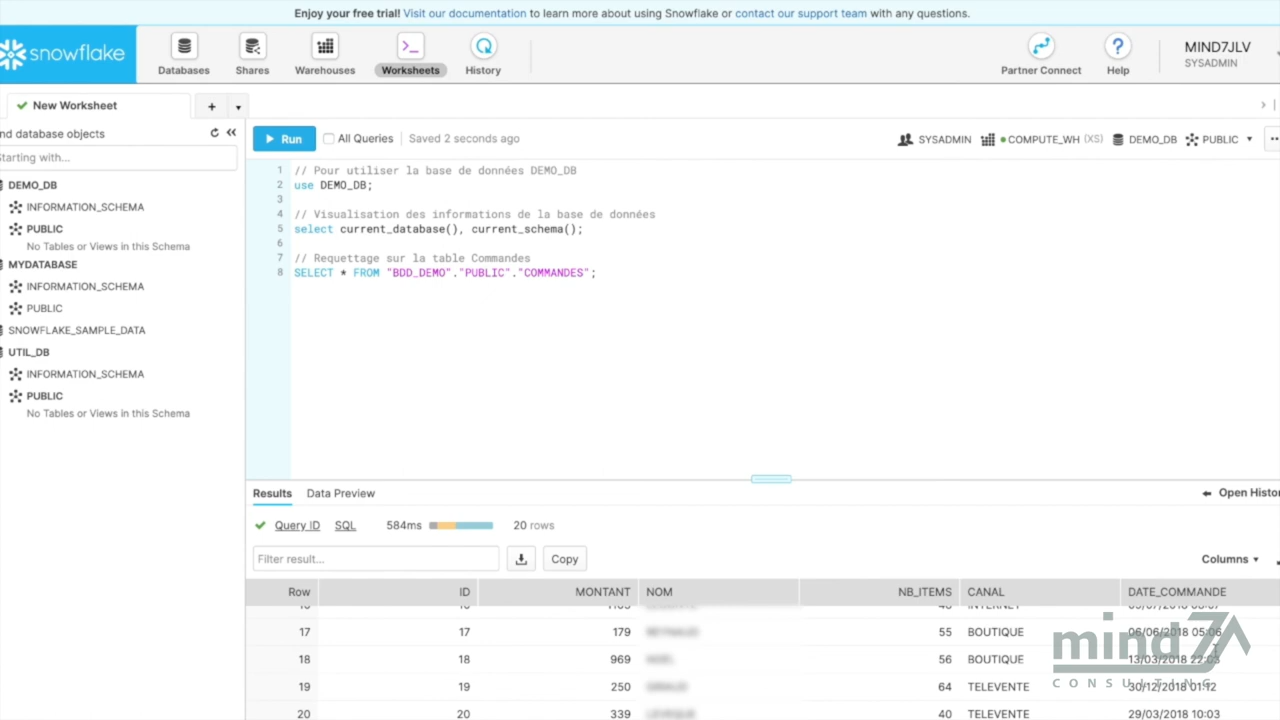 Enjoy your free trial! Visit our documentation to learn more about using Snowflake or contact our support team with any questions.
snowflake
Databases
Shares
Warehouses
Worksheets
History
Partner Connect
Help
MIND7JLV
SYSADMIN
New Worksheet
nd database objects
Starting with...
DEMO_DB
INFORMATION_SCHEMA
PUBLIC
No Tables or Views in this Schema
MYDATABASE
INFORMATION_SCHEMA
PUBLIC
SNOWFLAKE_SAMPLE_DATA
UTIL_DB
INFORMATION_SCHEMA
PUBLIC
No Tables or Views in this Schema
Run All Queries Saved 2 seconds ago
SYSADMIN COMPUTE_WH (XS) DEMO_DB PUBLIC
1 // Pour utiliser la base de données DEMO_DB
2 use DEMO_DB;
3
4 // Visualisation des informations de la base de données
5 select current_database(), current_schema();
6
7 // Requettage sur la table Commandes
8 SELECT * FROM "BDD_DEMO"."PUBLIC"."COMMANDES";
Results Data Preview
Open Histor
Query ID SQL 584ms 20 rows
Filter result... Copy Columns
Row ID MONTANT NOM NB_ITEMS CANAL DATE_COMMANDE
17 17 179 55 BOUTIQUE 06/06/2018 05:06
18 18 969 56 BOUTIQUE 13/03/2018 22:03
19 19 250 64 TELEVENTE 30/12/2018 01:12
20 20 339 40 TELEVENTE 29/03/2018 10:03
mind7
CONSULTING